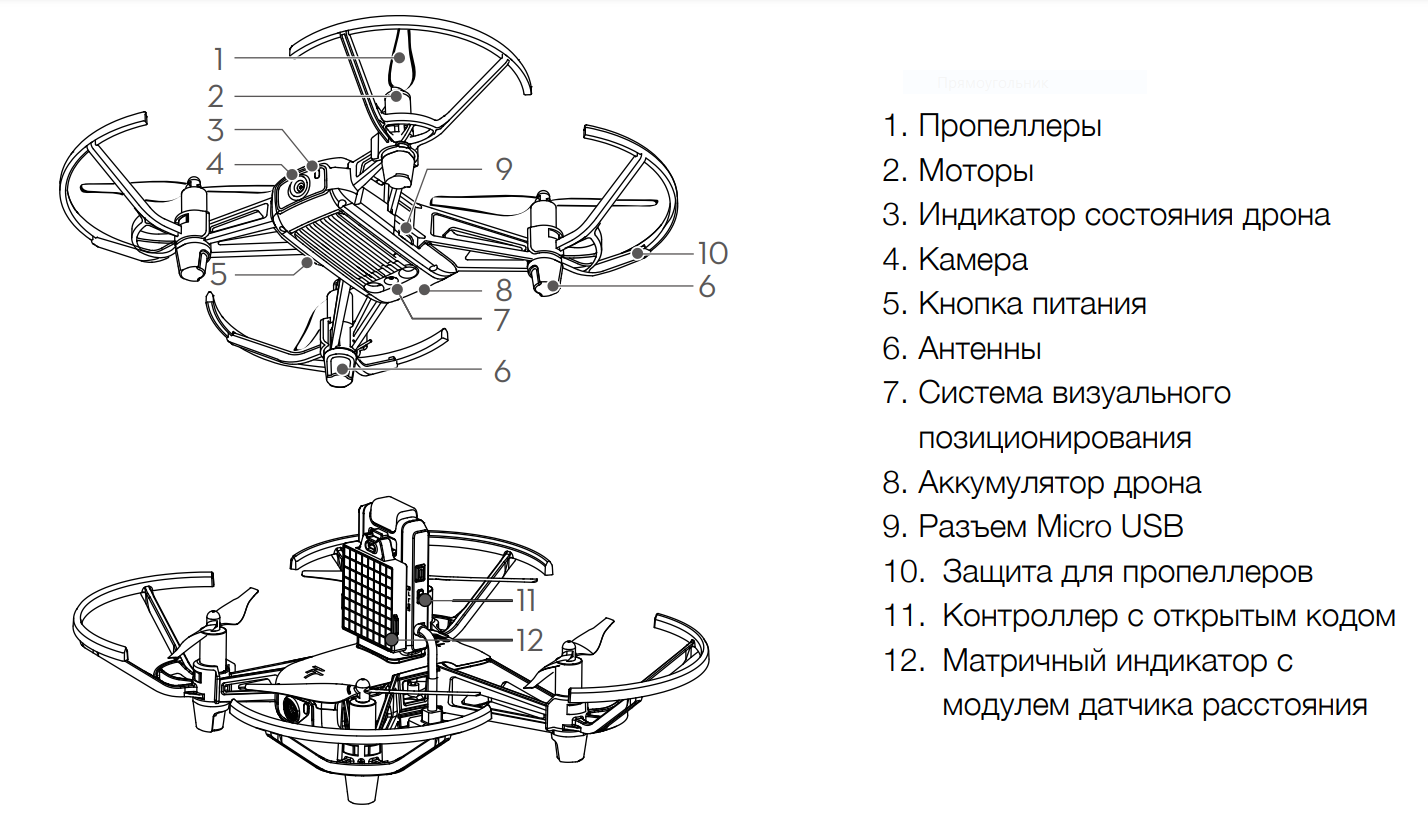 1
2
3
4
5
9
10
6
8
7
6
11
12
Прямоугольник
1. Пропеллеры
2. Моторы
3. Индикатор состояния дрона
4. Камера
5. Кнопка питания
6. Антенны
7. Система визуального
позиционирования
8. Аккумулятор дрона
9. Разъем Micro USB
10. Защита для пропеллеров
11. Контроллер с открытым кодом
12. Матричный индикатор с
модулем датчика расстояния